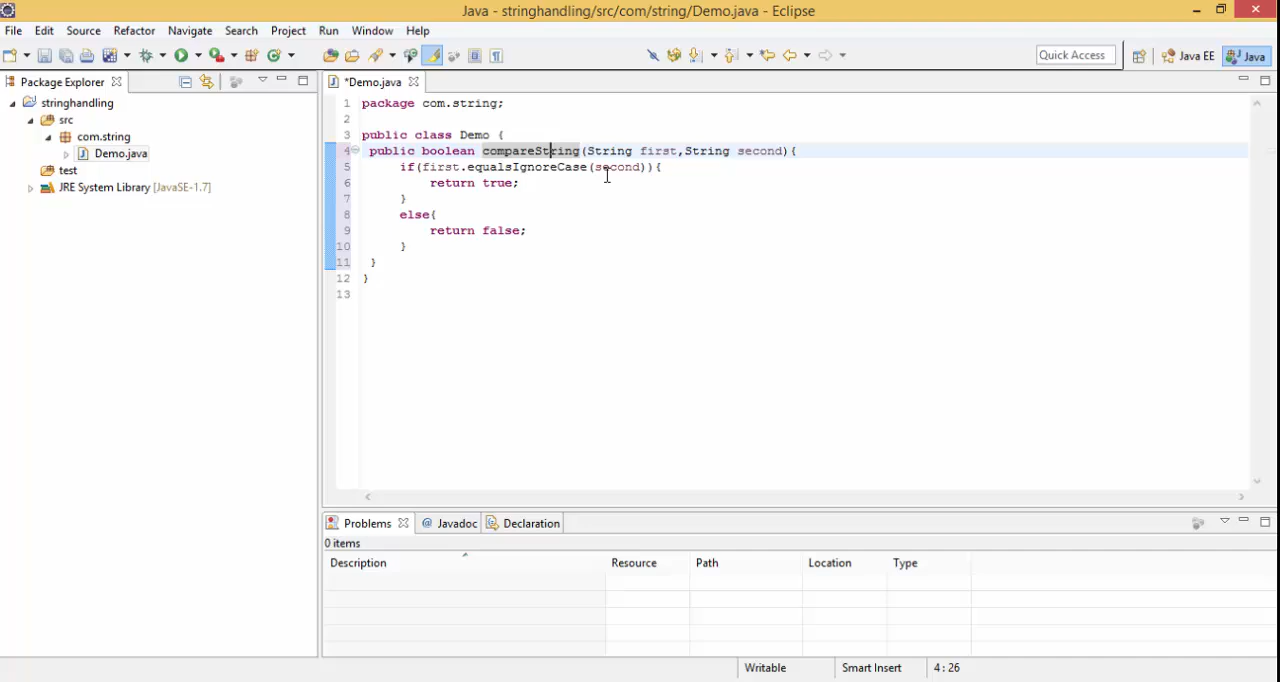 Java - stringhandling/src/com/string/Demo.java - Eclipse
File Edit Source Refactor Navigate Search Project Run Window Help
Quick Access Java EE Java
Package Explorer
*Demo.java
stringhandling
src
com.string
Demo.java
test
JRE System Library [JavaSE-1.7]
1 package com.string;
2
3 public class Demo {
4 public boolean compareString(String first,String second){
5 if(first.equalsIgnoreCase(second)){
6 return true;
7 }
8 else{
9 return false;
10 }
11 }
12 }
13
Problems @ Javadoc Declaration
0 items
Description Resource Path Location Type
Writable Smart Insert 4 : 26